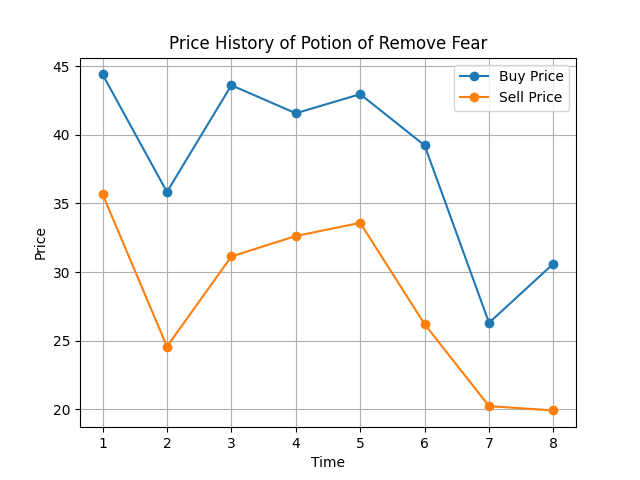 Price History of Potion of Remove Fear
Buy Price
Sell Price
45
40
35
30
25
20
Price
1 2 3 4 5 6 7 8
Time